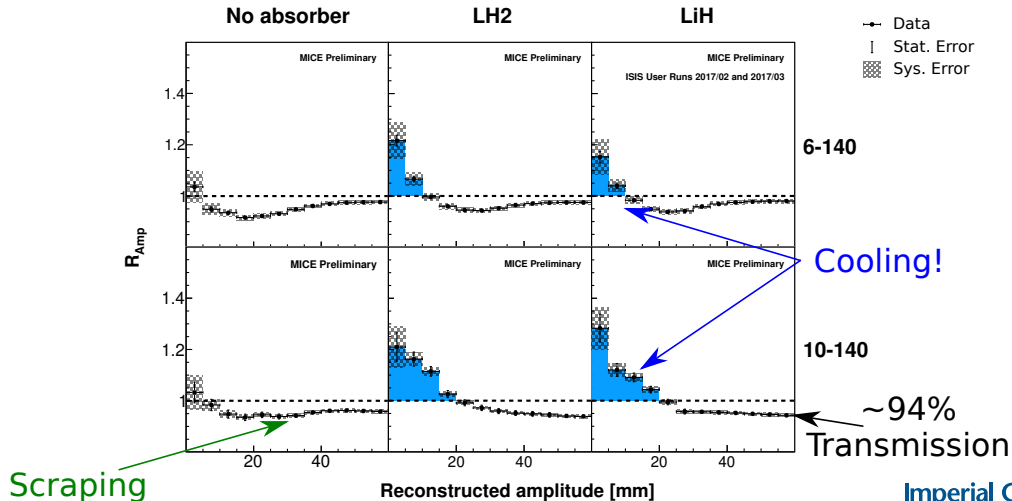 No absorber LH2 LiH
Data
Stat. Error
Sys. Error
MICE Preliminary MICE Preliminary MICE Preliminary
ISIS User Runs 2017/02 and 2017/03
1.4
1.2
1
6-140
R_Amp
MICE Preliminary MICE Preliminary MICE Preliminary
Cooling!
1.4
1.2
1
10-140
~94%
Transmission
20 40 20 40 20 40
Scraping
Reconstructed amplitude [mm]
Imperial C